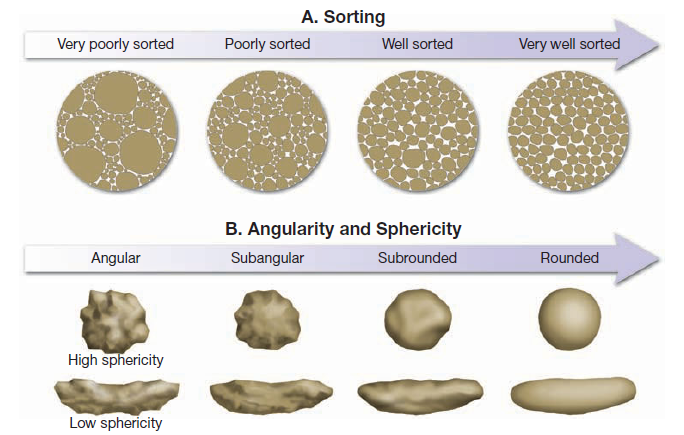 A. Sorting
Very poorly sorted Poorly sorted Well sorted Very well sorted
B. Angularity and Sphericity
Angular Subangular Subrounded Rounded
High sphericity
Low sphericity